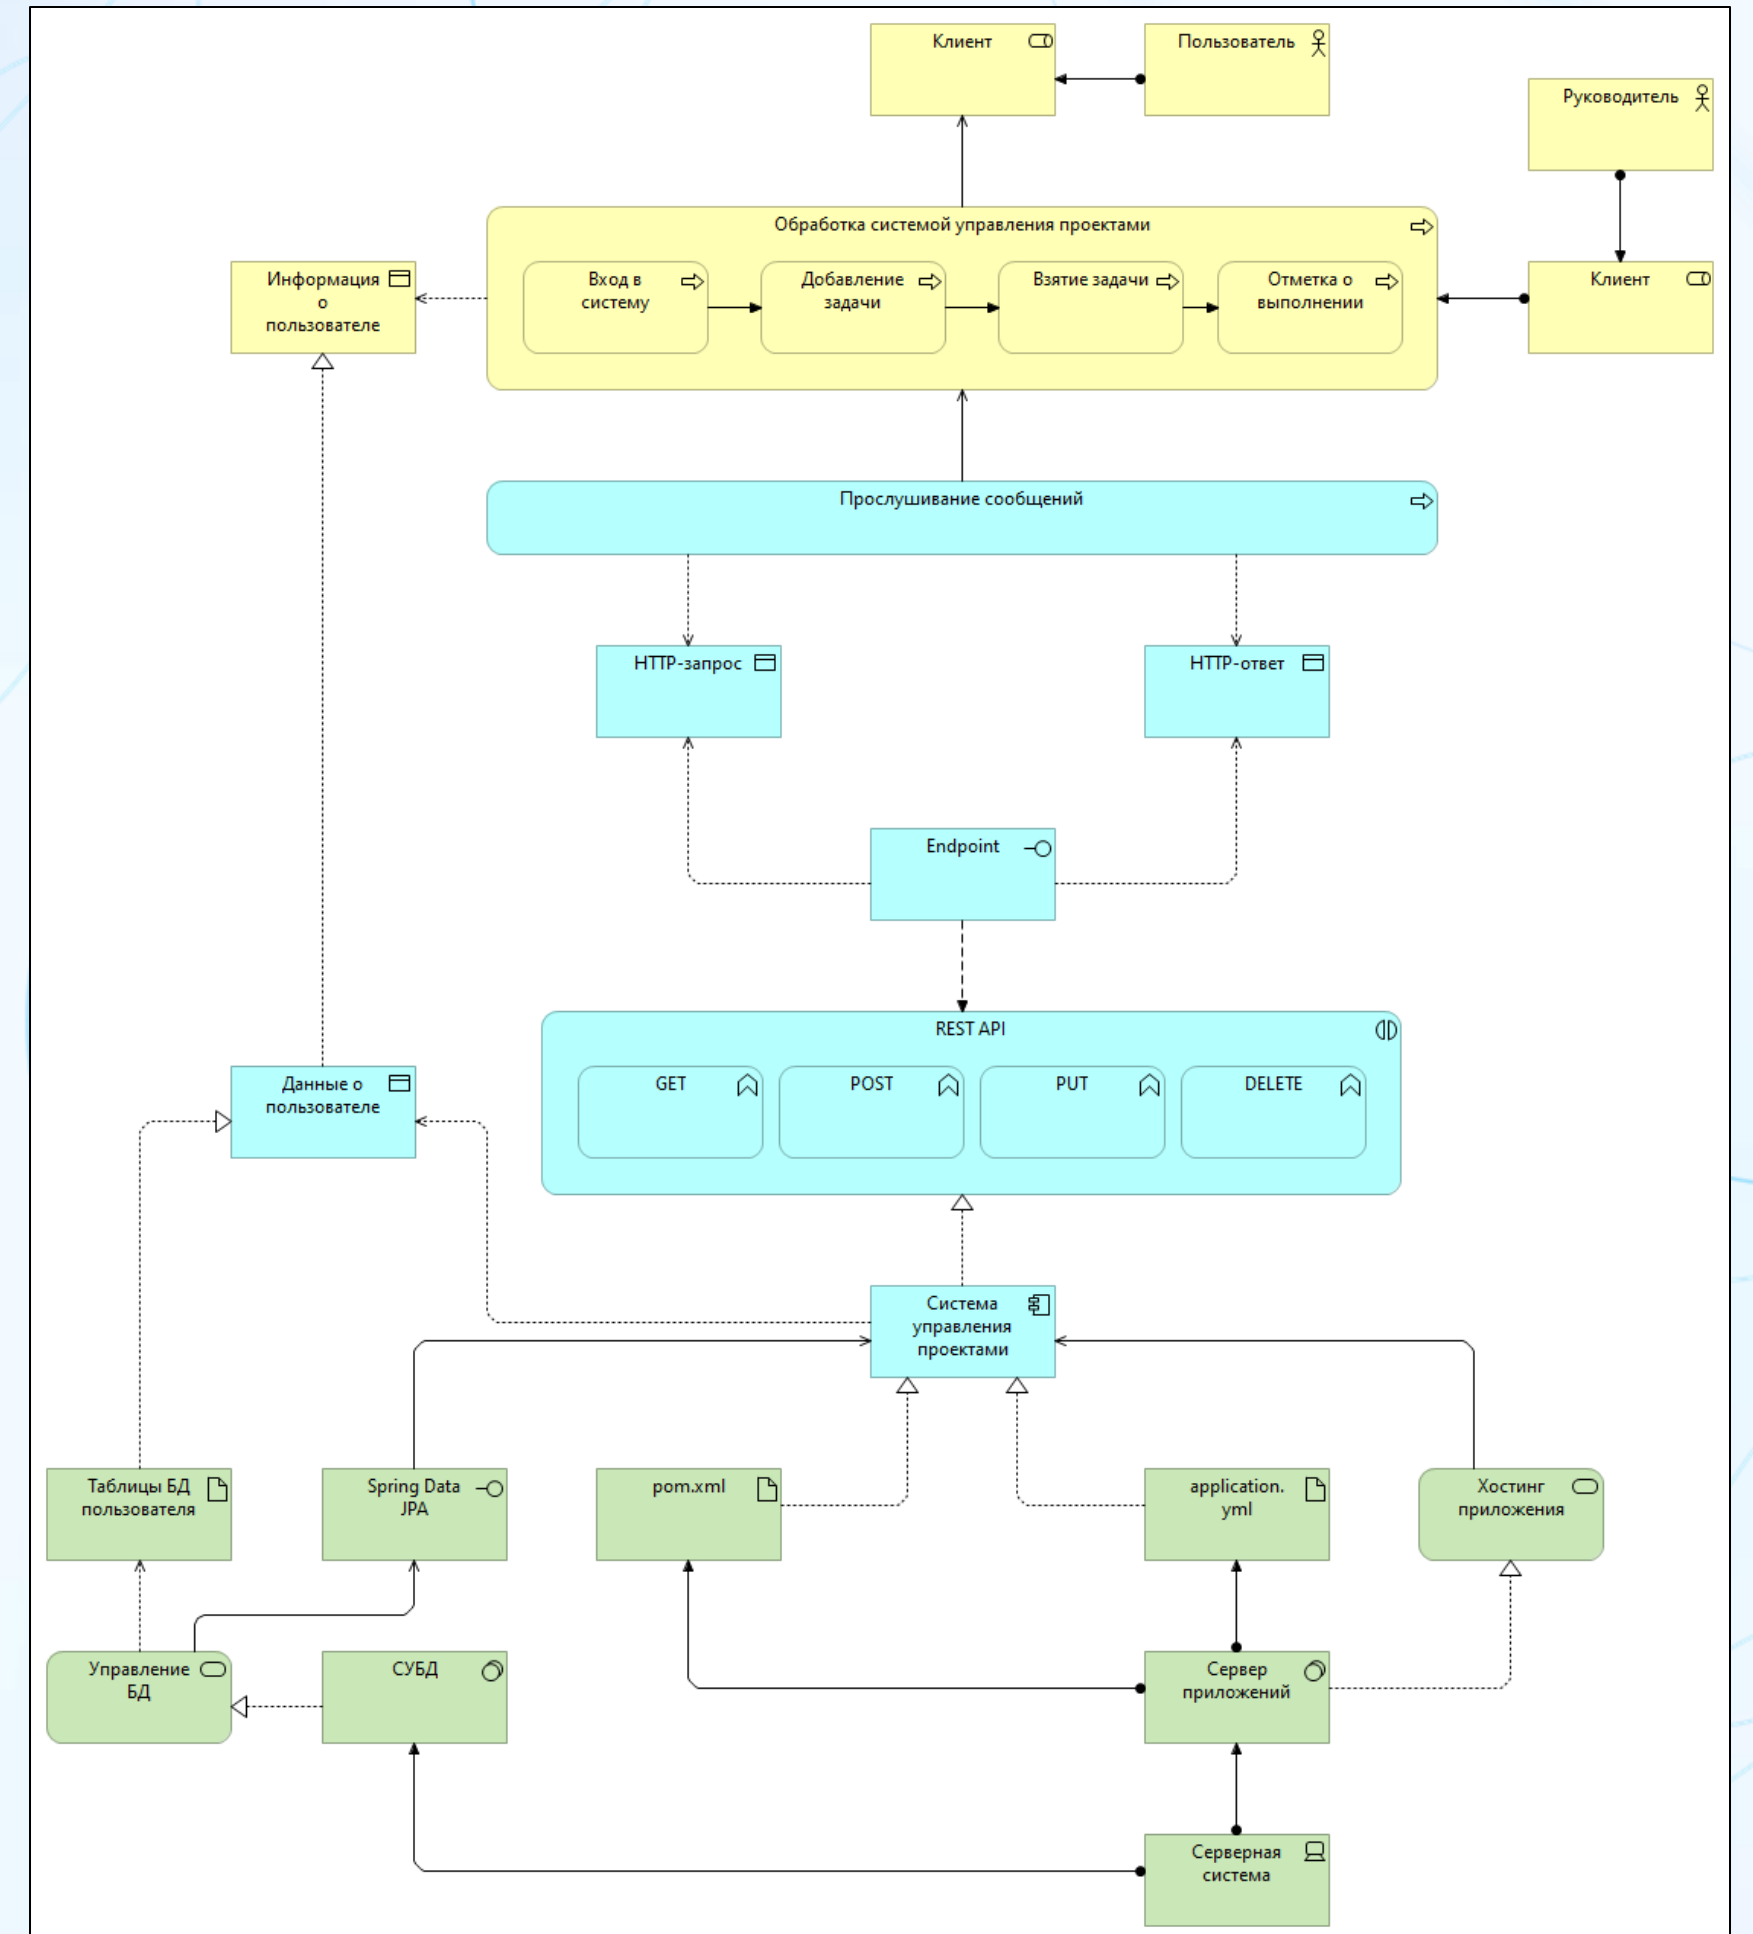 Клиент
Пользователь
Руководитель
Обработка системой управления проектами
Информация
о
пользователе
Вход в
систему
Добавление
задачи
Взятие задачи
Отметка о
выполнении
Клиент
Прослушивание сообщений
HTTP-запрос
HTTP-ответ
Endpoint
REST API
Данные о
пользователе
GET
POST
PUT
DELETE
Система
управления
проектами
Таблицы БД
пользователя
Spring Data
JPA
pom.xml
application.
yml
Хостинг
приложения
Управление
БД
СУБД
Сервер
приложений
Серверная
система